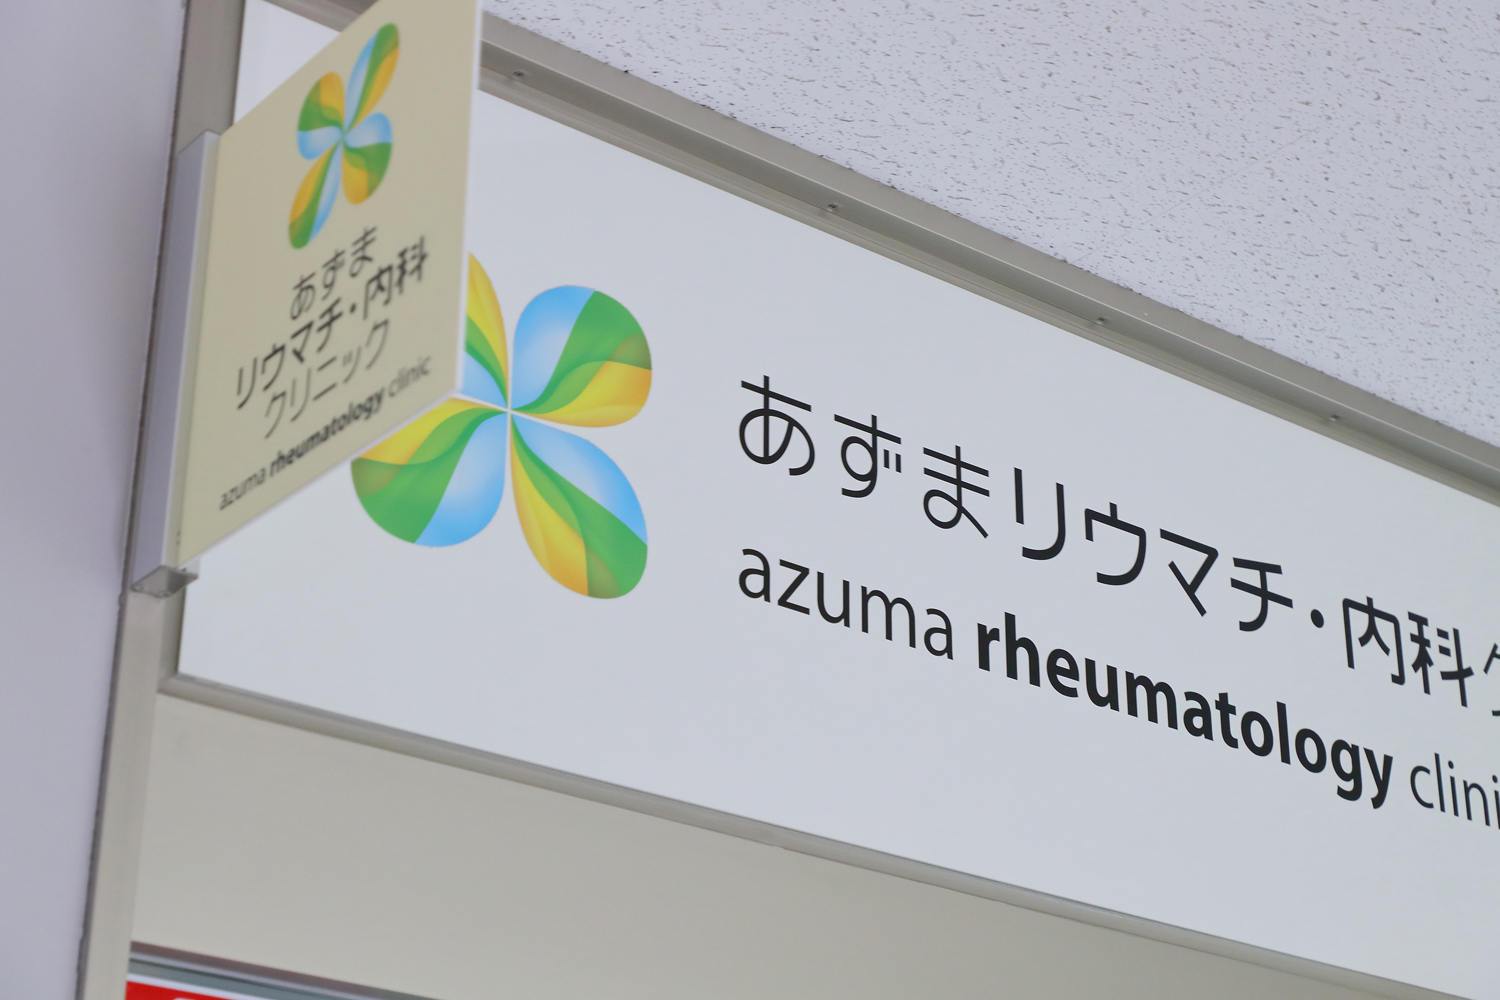 あずま
リウマチ・内科
クリニック
azuma rheumatology clinic
あずまリウマチ・内科
azuma rheumatology clini